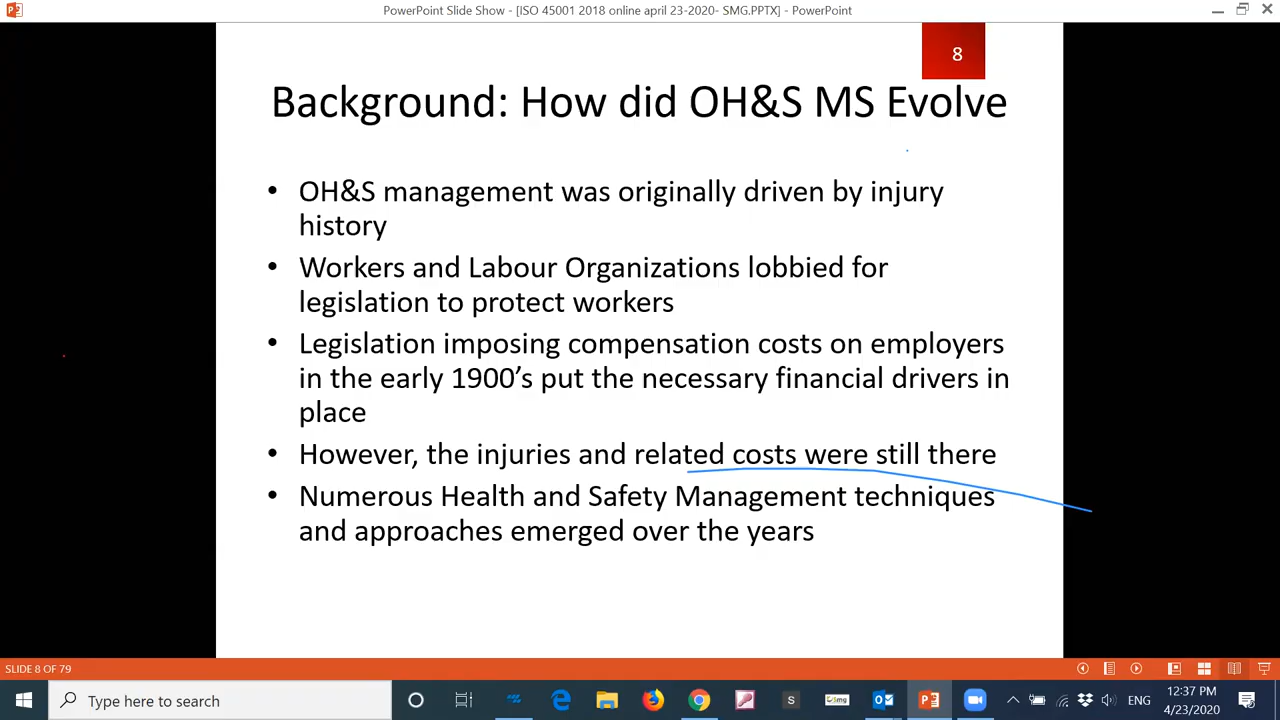 PowerPoint Slide Show - [ISO 45001 2018 online april 23-2020- SMG.PPTX] - PowerPoint
8
Background: How did OH&S MS Evolve
• OH&S management was originally driven by injury
history
• Workers and Labour Organizations lobbied for
legislation to protect workers
• Legislation imposing compensation costs on employers
in the early 1900's put the necessary financial drivers in
place
• However, the injuries and related costs were still there
• Numerous Health and Safety Management techniques
and approaches emerged over the years
SLIDE 8 OF 79
Type here to search
S
smg
ENG
12:37 PM
4/23/2020